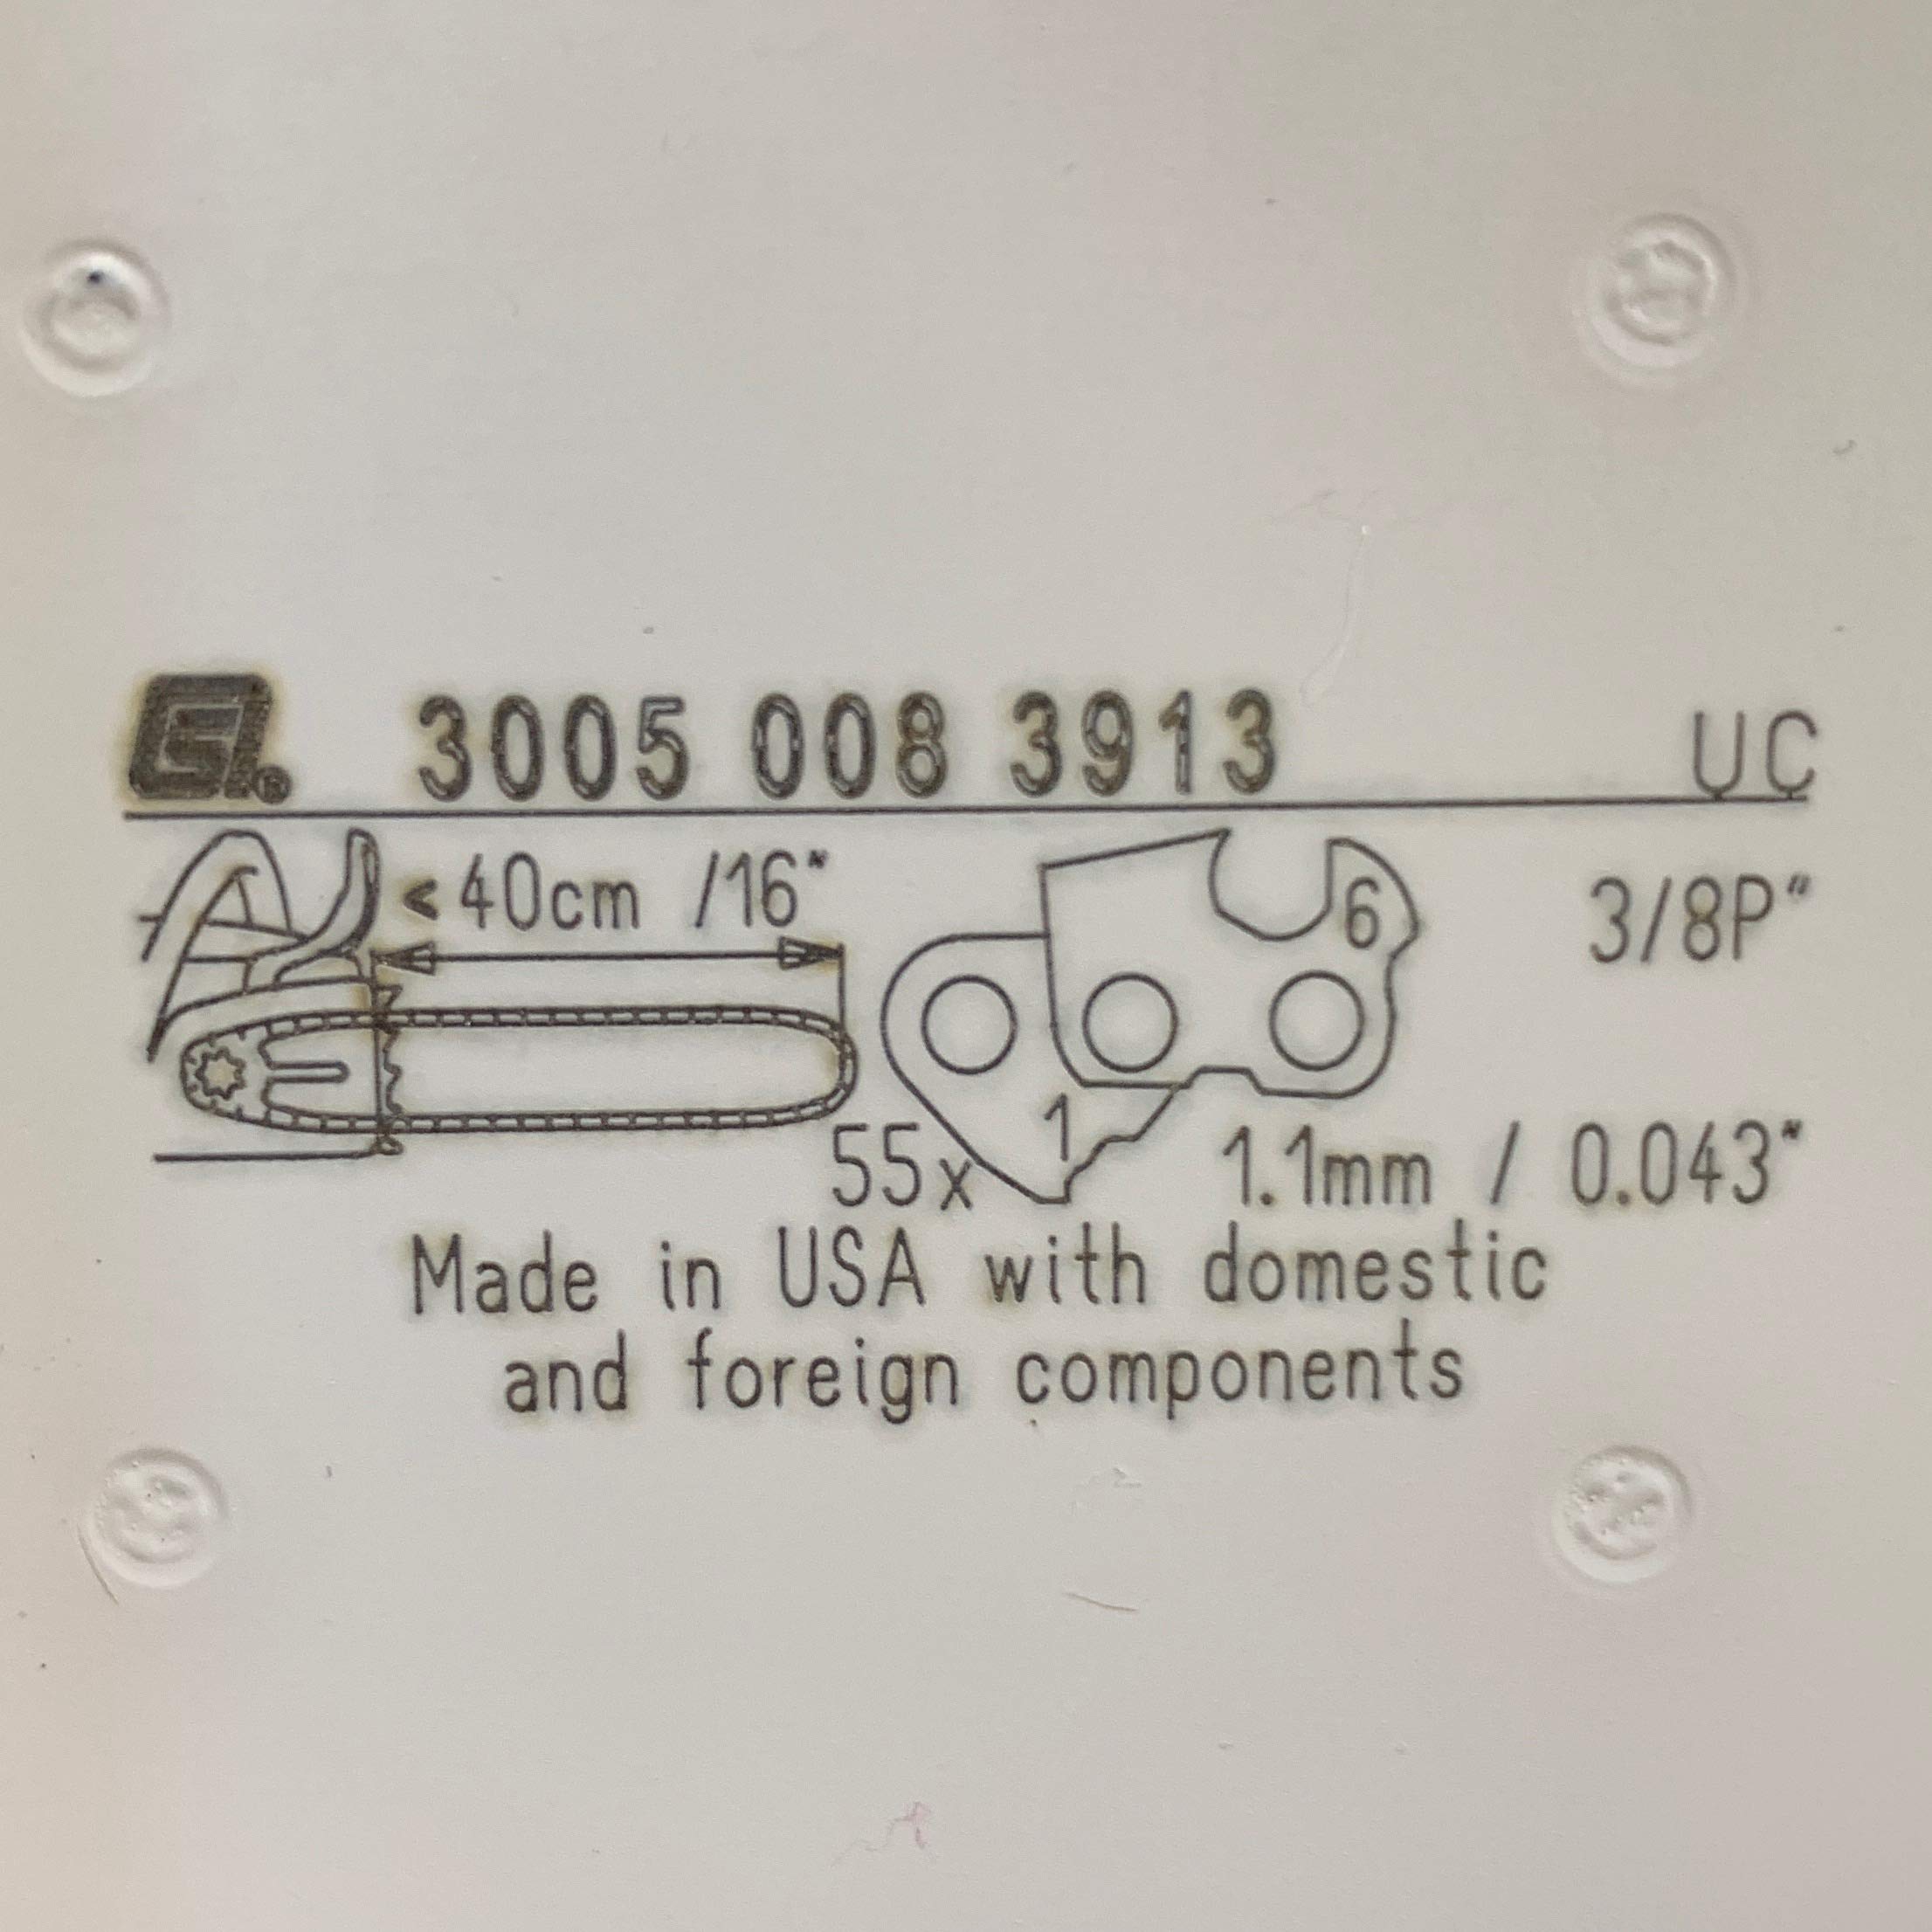 ® 3005 008 3913 UC
< 40cm /16" 6 3/8P"
55x 1 1.1mm / 0.043"
Made in USA with domestic
and foreign components